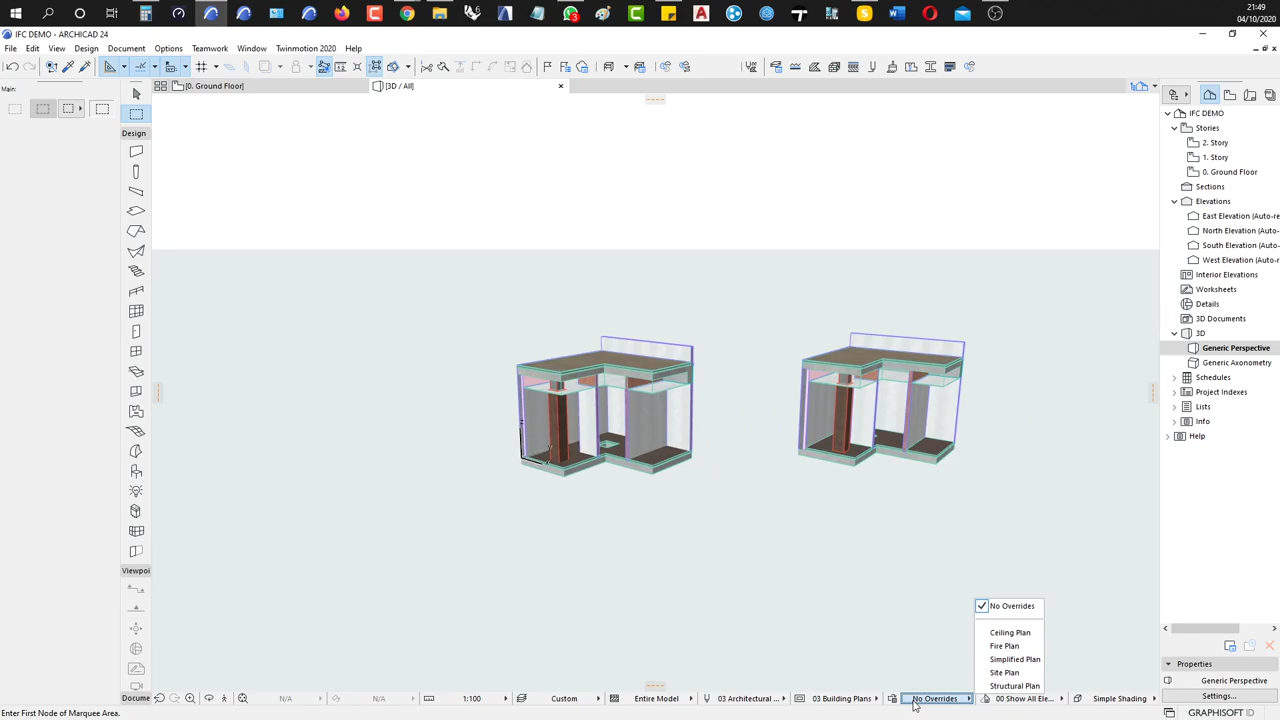 21:49
04/10/2020
3
IFC DEMO - ARCHICAD 24
File Edit View Design Document Options Teamwork Window Twinmotion 2020 Help
Main:
[0. Ground Floor]
[3D / All]
Design
IFC DEMO
Stories
2. Story
1. Story
0. Ground Floor
Sections
Elevations
East Elevation (Auto-re
North Elevation (Auto-
South Elevation (Auto-
West Elevation (Auto-r
Interior Elevations
Worksheets
Details
3D Documents
3D
Generic Perspective
Generic Axonometry
Schedules
Project Indexes
Lists
Info
Help
Viewpoi
No Overrides
Ceiling Plan
Fire Plan
Simplified Plan
Site Plan
Structural Plan
Properties
Generic Perspective
Settings...
Docume
N/A
N/A
1:100
Custom
Entire Model
03 Architectural ...
03 Building Plans
No Overrides
00 Show All Ele...
Simple Shading
Enter First Node of Marquee Area.
GRAPHISOFT ID